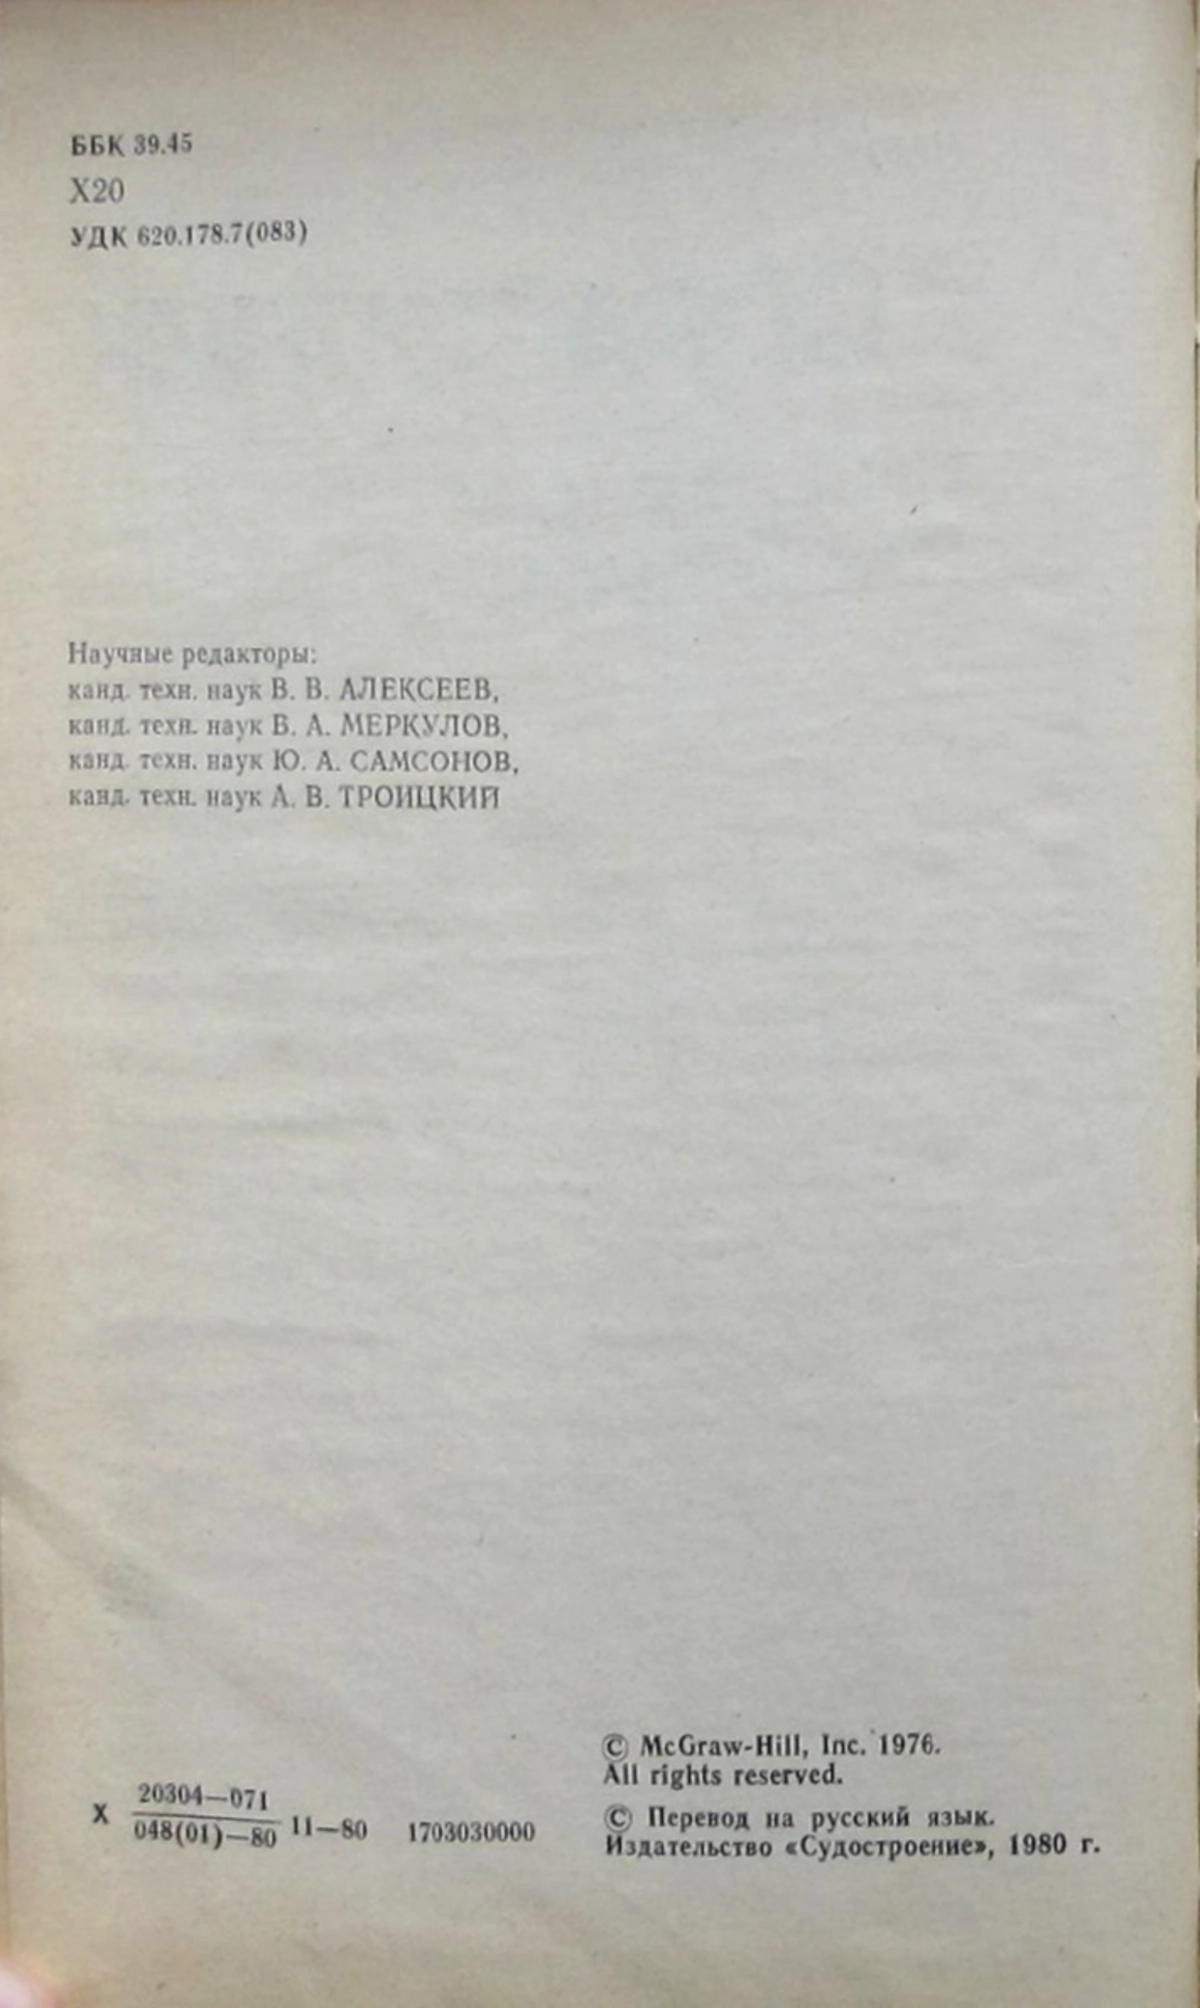 ББК 39.45
Х20
УДК 620.178.7(083)
Научные редакторы:
канд. техн. наук В. В. АЛЕКСЕЕВ,
канд. техн. наук В. А. МЕРКУЛОВ,
канд. техн. наук Ю. А. САМСОНОВ,
канд. техн. наук А. В. ТРОИЦКИЙ
Х 20304—071
048(01)—80 11—80 1703030000
© McGraw-Hill, Inc. 1976.
All rights reserved.
© Перевод на русский язык.
Издательство «Судостроение», 1980 г.